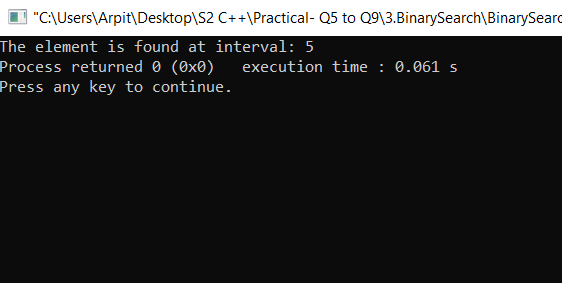 "C:\Users\Arpit\Desktop\S2 C++\Practical- Q5 to Q9\3.BinarySearch\BinarySearc
The element is found at interval: 5
Process returned 0 (0x0)   execution time : 0.061 s
Press any key to continue.